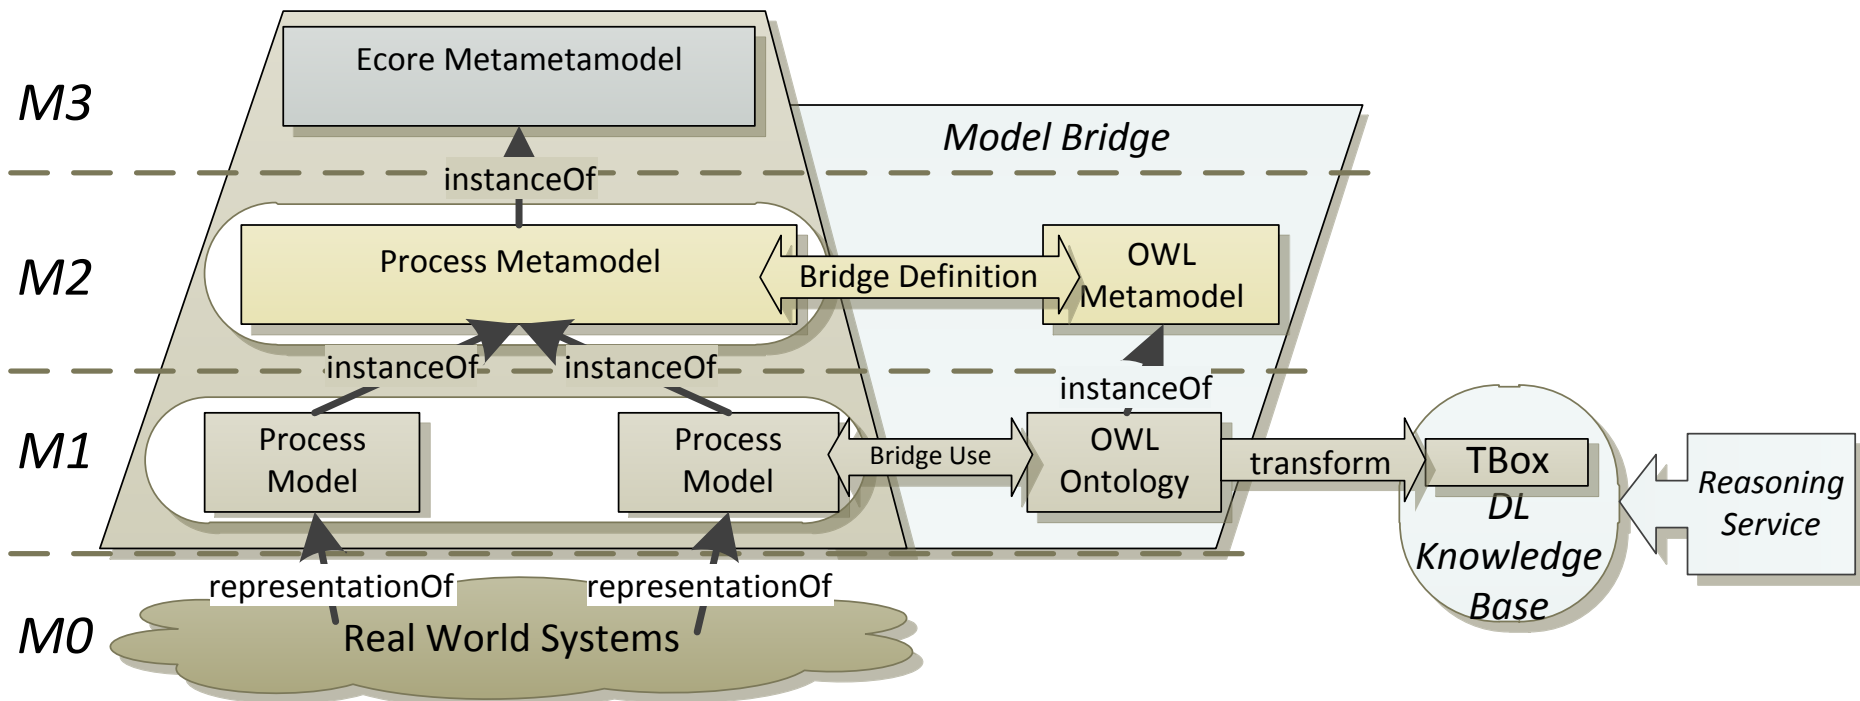 Ecore Metametamodel
M3
Model Bridge
instanceOf
M2
Process Metamodel
Bridge Definition
OWL
Metamodel
instanceOf
instanceOf
instanceOf
M1
Process
Model
Process
Model
Bridge Use
OWL
Ontology
transform
TBox
DL
Knowledge
Base
Reasoning
Service
representationOf
representationOf
M0
Real World Systems